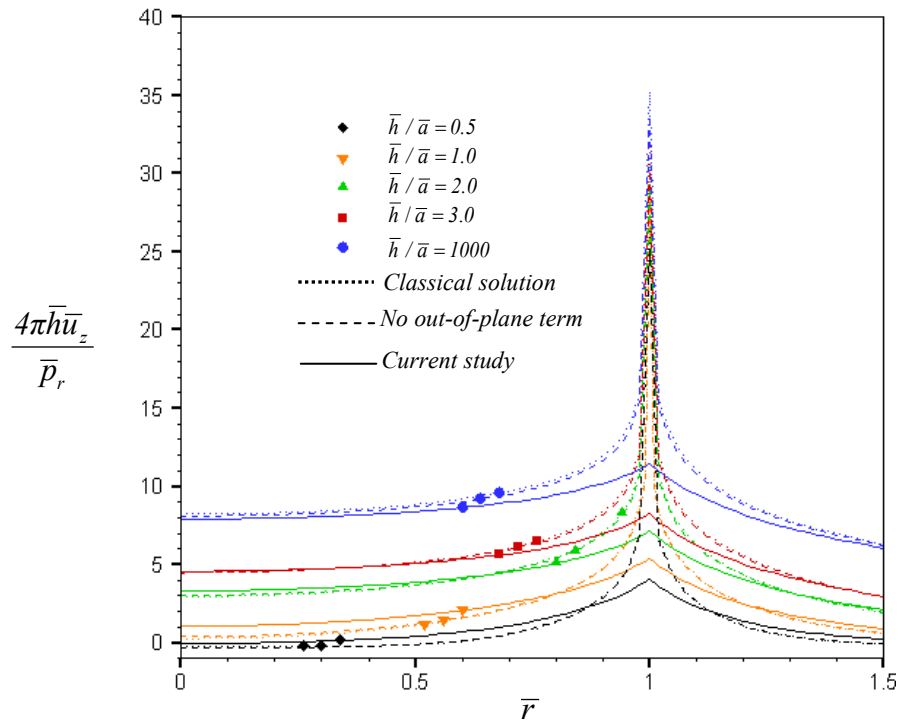 40
35
30
25
20
15
10
5
0
4πh̅u̅_z
p̅_r
h̅ / a̅ = 0.5
h̅ / a̅ = 1.0
h̅ / a̅ = 2.0
h̅ / a̅ = 3.0
h̅ / a̅ = 1000
Classical solution
No out-of-plane term
Current study
0 0.5 1 1.5
r̅